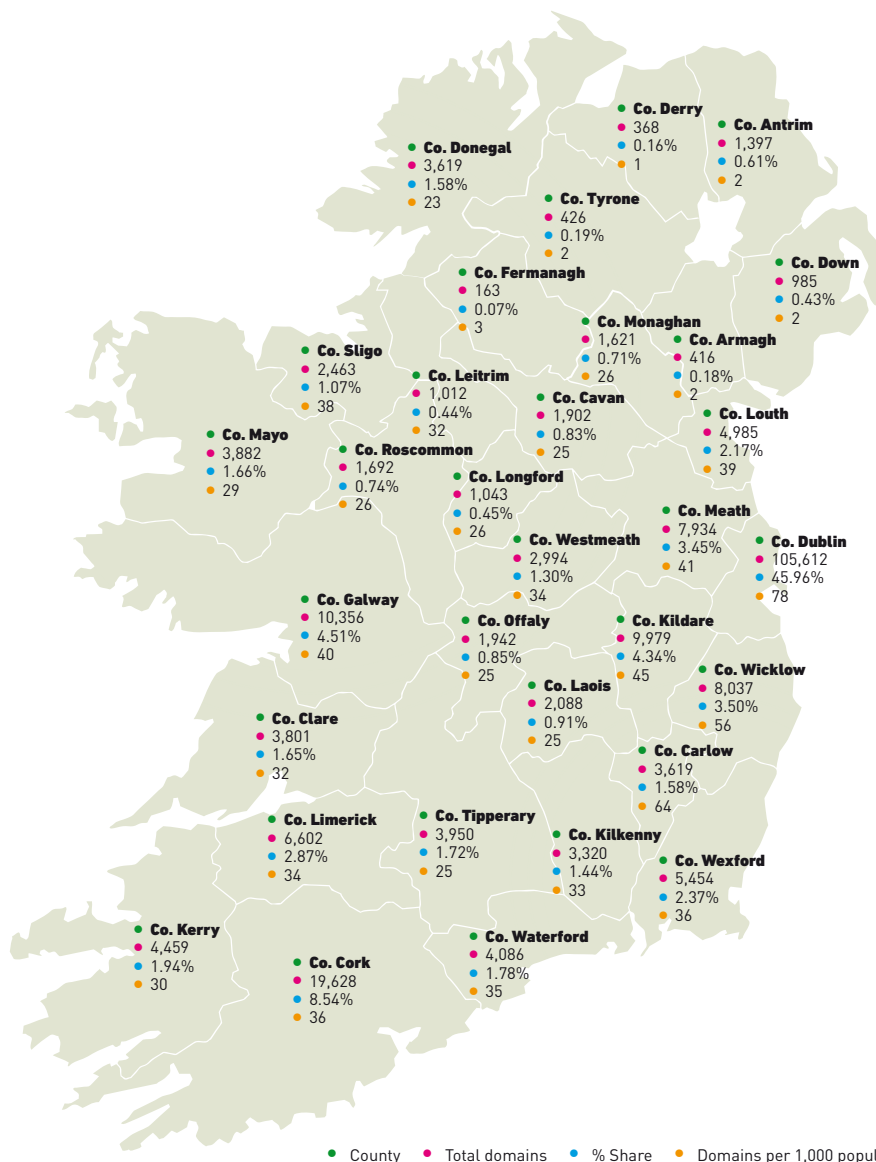 Co. Derry
368
0.16%
1
Co. Antrim
1,397
0.61%
2
Co. Donegal
3,619
1.58%
23
Co. Tyrone
426
0.19%
2
Co. Down
985
0.43%
2
Co. Fermanagh
163
0.07%
3
Co. Monaghan
1,621
0.71%
26
Co. Armagh
416
0.18%
2
Co. Sligo
2,463
1.07%
38
Co. Leitrim
1,012
0.44%
32
Co. Cavan
1,902
0.83%
25
Co. Louth
4,985
2.17%
39
Co. Mayo
3,882
1.66%
29
Co. Roscommon
1,692
0.74%
26
Co. Longford
1,043
0.45%
26
Co. Meath
7,934
3.45%
41
Co. Westmeath
2,994
1.30%
34
Co. Dublin
105,612
45.96%
78
Co. Galway
10,356
4.51%
40
Co. Offaly
1,942
0.85%
25
Co. Kildare
9,979
4.34%
45
Co. Wicklow
8,037
3.50%
56
Co. Laois
2,088
0.91%
25
Co. Clare
3,801
1.65%
32
Co. Carlow
3,619
1.58%
64
Co. Limerick
6,602
2.87%
34
Co. Tipperary
3,950
1.72%
25
Co. Kilkenny
3,320
1.44%
33
Co. Wexford
5,454
2.37%
36
Co. Kerry
4,459
1.94%
30
Co. Waterford
4,086
1.78%
35
Co. Cork
19,628
8.54%
36
County Total domains % Share Domains per 1,000 popul